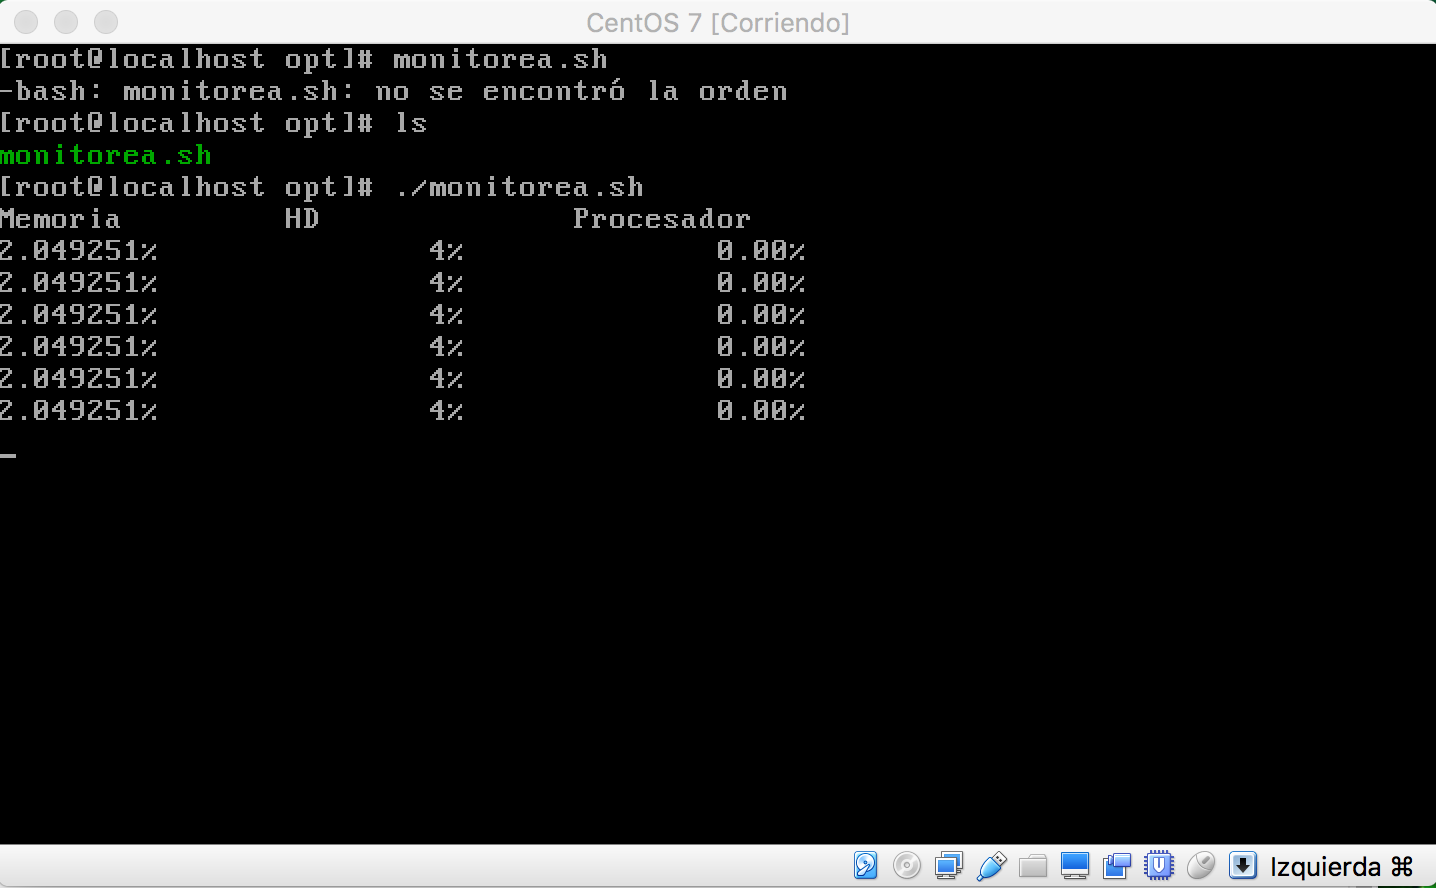 CentOS 7 [Corriendo]
[root@localhost opt]# monitorea.sh
-bash: monitorea.sh: no se encontró la orden
[root@localhost opt]# ls
monitorea.sh
[root@localhost opt]# ./monitorea.sh
Memoria HD Procesador
2.049251% 4% 0.00%
2.049251% 4% 0.00%
2.049251% 4% 0.00%
2.049251% 4% 0.00%
2.049251% 4% 0.00%
2.049251% 4% 0.00%
Izquierda ⌘